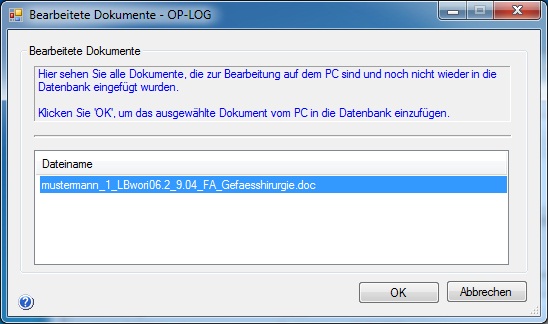 Bearbeitete Dokumente - OP-LOG
Bearbeitete Dokumente
Hier sehen Sie alle Dokumente, die zur Bearbeitung auf dem PC sind und noch nicht wieder in die
Datenbank eingefügt wurden.
Klicken Sie 'OK', um das ausgewählte Dokument vom PC in die Datenbank einzufügen.
Dateiname
mustermann_1_LBwori06.2_9.04_FA_Gefaesshirurgie.doc
OK
Abbrechen